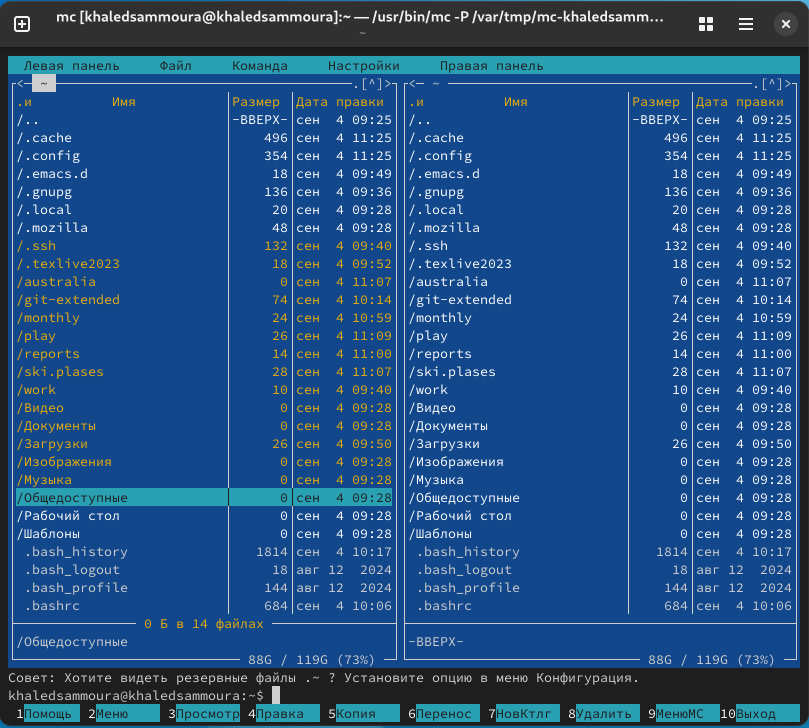 mc [khaledsammoura@khaledsammoura]:~ — /usr/bin/mc -P /var/tmp/mc-khaledsamm…
~
Левая панель Файл Команда Настройки Правая панель
<─ ~ .[^]> <─ ~ .[^]>
.и Имя Размер Дата правки .и Имя Размер Дата правки
/.. -ВВЕРХ- сен 4 09:25 /.. -ВВЕРХ- сен 4 09:25
/.cache 496 сен 4 11:25 /.cache 496 сен 4 11:25
/.config 354 сен 4 11:25 /.config 354 сен 4 11:25
/.emacs.d 18 сен 4 09:49 /.emacs.d 18 сен 4 09:49
/.gnupg 136 сен 4 09:36 /.gnupg 136 сен 4 09:36
/.local 20 сен 4 09:28 /.local 20 сен 4 09:28
/.mozilla 48 сен 4 09:28 /.mozilla 48 сен 4 09:28
/.ssh 132 сен 4 09:40 /.ssh 132 сен 4 09:40
/.texlive2023 18 сен 4 09:52 /.texlive2023 18 сен 4 09:52
/australia 0 сен 4 11:07 /australia 0 сен 4 11:07
/git-extended 74 сен 4 10:14 /git-extended 74 сен 4 10:14
/monthly 24 сен 4 10:59 /monthly 24 сен 4 10:59
/play 26 сен 4 11:09 /play 26 сен 4 11:09
/reports 14 сен 4 11:00 /reports 14 сен 4 11:00
/ski.plases 28 сен 4 11:07 /ski.plases 28 сен 4 11:07
/work 10 сен 4 09:40 /work 10 сен 4 09:40
/Видео 0 сен 4 09:28 /Видео 0 сен 4 09:28
/Документы 0 сен 4 09:28 /Документы 0 сен 4 09:28
/Загрузки 26 сен 4 09:50 /Загрузки 26 сен 4 09:50
/Изображения 0 сен 4 09:28 /Изображения 0 сен 4 09:28
/Музыка 0 сен 4 09:28 /Музыка 0 сен 4 09:28
/Общедоступные 0 сен 4 09:28 /Общедоступные 0 сен 4 09:28
/Рабочий стол 0 сен 4 09:28 /Рабочий стол 0 сен 4 09:28
/Шаблоны 0 сен 4 09:28 /Шаблоны 0 сен 4 09:28
.bash_history 1814 сен 4 10:17 .bash_history 1814 сен 4 10:17
.bash_logout 18 авг 12 2024 .bash_logout 18 авг 12 2024
.bash_profile 144 авг 12 2024 .bash_profile 144 авг 12 2024
.bashrc 684 сен 4 10:06 .bashrc 684 сен 4 10:06
0 Б в 14 файлах
/Общедоступные -ВВЕРХ-
88G / 119G (73%) 88G / 119G (73%)
Совет: Хотите видеть резервные файлы .~ ? Установите опцию в меню Конфигурация.
khaledsammoura@khaledsammoura:~$
1Помощь 2Меню 3Просмотр 4Правка 5Копия 6Перенос 7НовКтлг 8Удалить 9МенюМС 10Выход